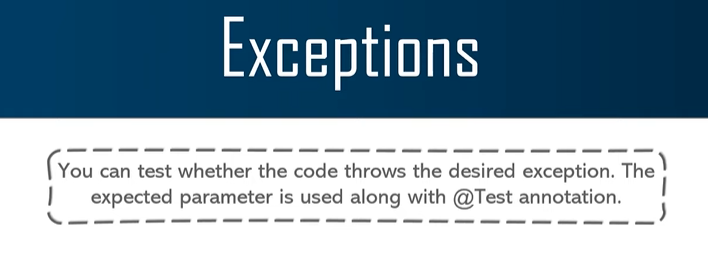 Exceptions
You can test whether the code throws the desired exception. The
expected parameter is used along with @Test annotation.